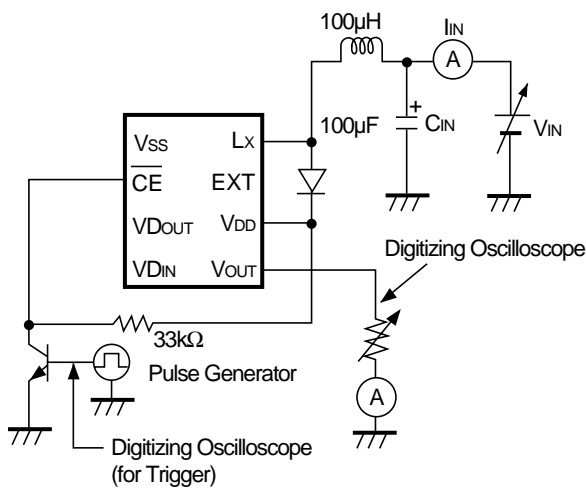 100µH
IIN
A
100µF
+
CIN
VIN
VSS
LX
CE
EXT
VDOUT
VDD
VDIN
VOUT
Digitizing Oscilloscope
33kΩ
Pulse Generator
A
Digitizing Oscilloscope
(for Trigger)